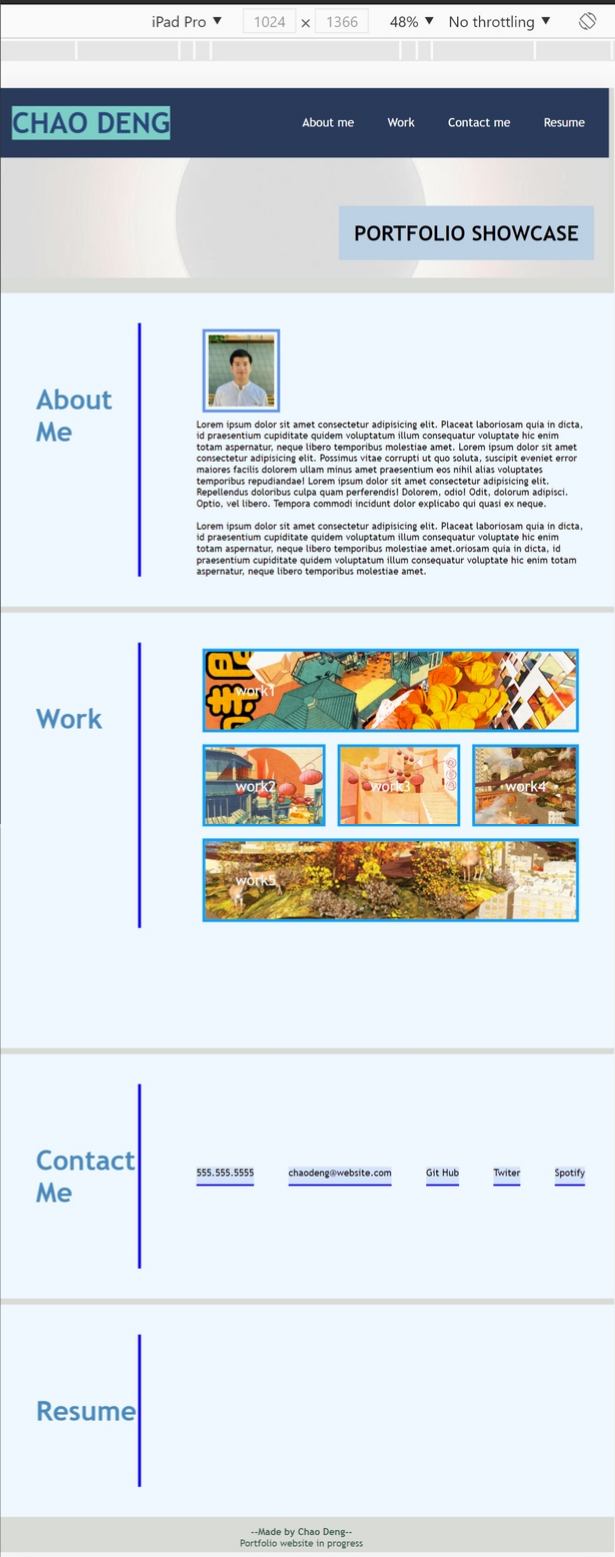 iPad Pro ▼ 1024 × 1366 48% ▼ No throttling ▼
CHAO DENG
About me Work Contact me Resume
PORTFOLIO SHOWCASE
About
Me
Lorem ipsum dolor sit amet consectetur adipisicing elit. Placeat laboriosam quia in dicta,
id praesentium cupiditate quidem voluptatum illum consequatur voluptate hic enim
totam aspernatur, neque libero temporibus molestiae amet. Lorem ipsum dolor sit amet
consectetur adipisicing elit. Possimus vitae corrupti ut quo soluta, suscipit eveniet error
maiores facilis dolorem ullam minus amet praesentium eos nihil alias voluptates
temporibus repudiandae! Lorem ipsum dolor sit amet consectetur adipisicing elit.
Repellendus doloribus culpa quam perferendis! Dolorem, odio! Odit, dolorum adipisci.
Optio, vel libero. Tempora commodi incidunt dolor explicabo qui quasi ex neque.
Lorem ipsum dolor sit amet consectetur adipisicing elit. Placeat laboriosam quia in dicta,
id praesentium cupiditate quidem voluptatum illum consequatur voluptate hic enim
totam aspernatur, neque libero temporibus molestiae amet.oriosam quia in dicta, id
praesentium cupiditate quidem voluptatum illum consequatur voluptate hic enim totam
aspernatur, neque libero temporibus molestiae amet.
Work
work1
work2 work3 work4
work5
Contact
Me
555.555.5555 chaodeng@website.com Git Hub Twiter Spotify
Resume
--Made by Chao Deng--
Portfolio website in progress